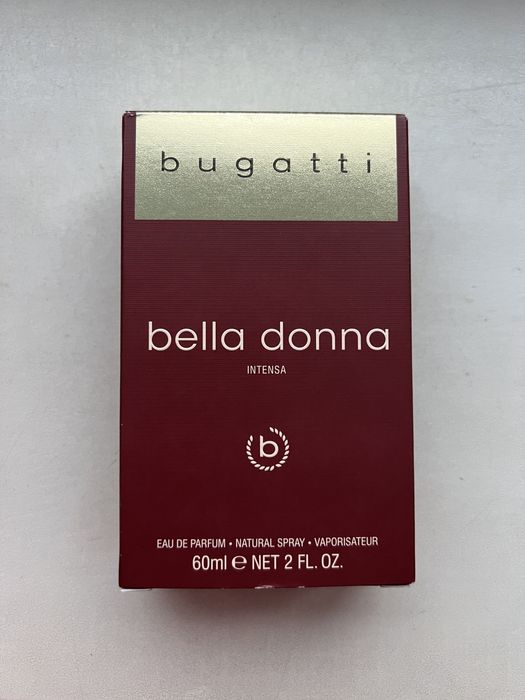 bugatti
bella donna
INTENSA
b
EAU DE PARFUM • NATURAL SPRAY • VAPORISATEUR
60ml ℮ NET 2 FL. OZ.